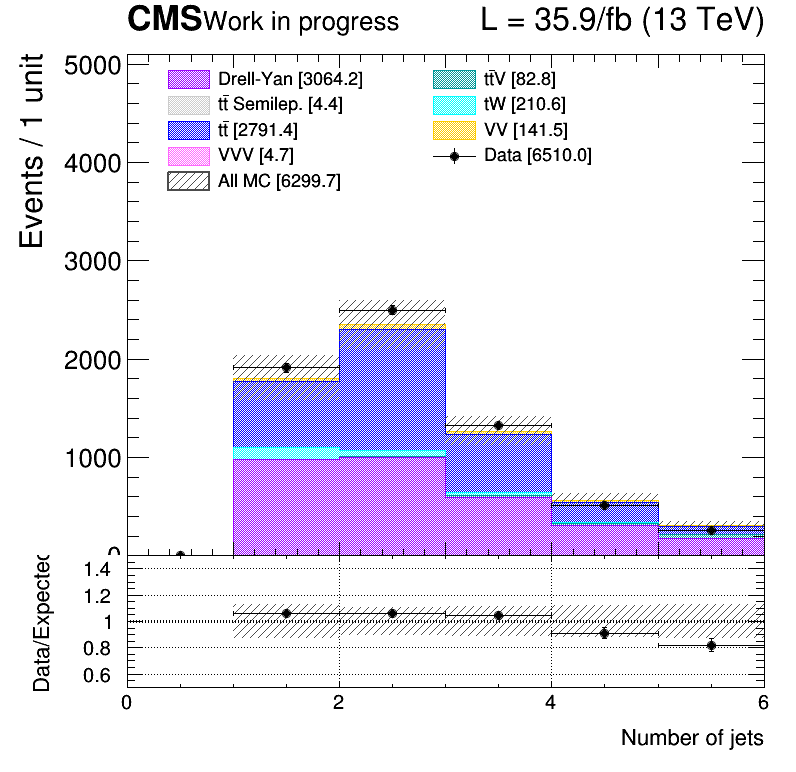 CMS Work in progress L = 35.9/fb (13 TeV)
Events / 1 unit
5000
4000
3000
2000
1000
0
Drell-Yan [3064.2]
tt̄ Semilep. [4.4]
tt̄ [2791.4]
VVV [4.7]
All MC [6299.7]
tt̄V [82.8]
tW [210.6]
VV [141.5]
Data [6510.0]
Data/Expected
1.4
1.2
1
0.8
0.6
0 2 4 6
Number of jets